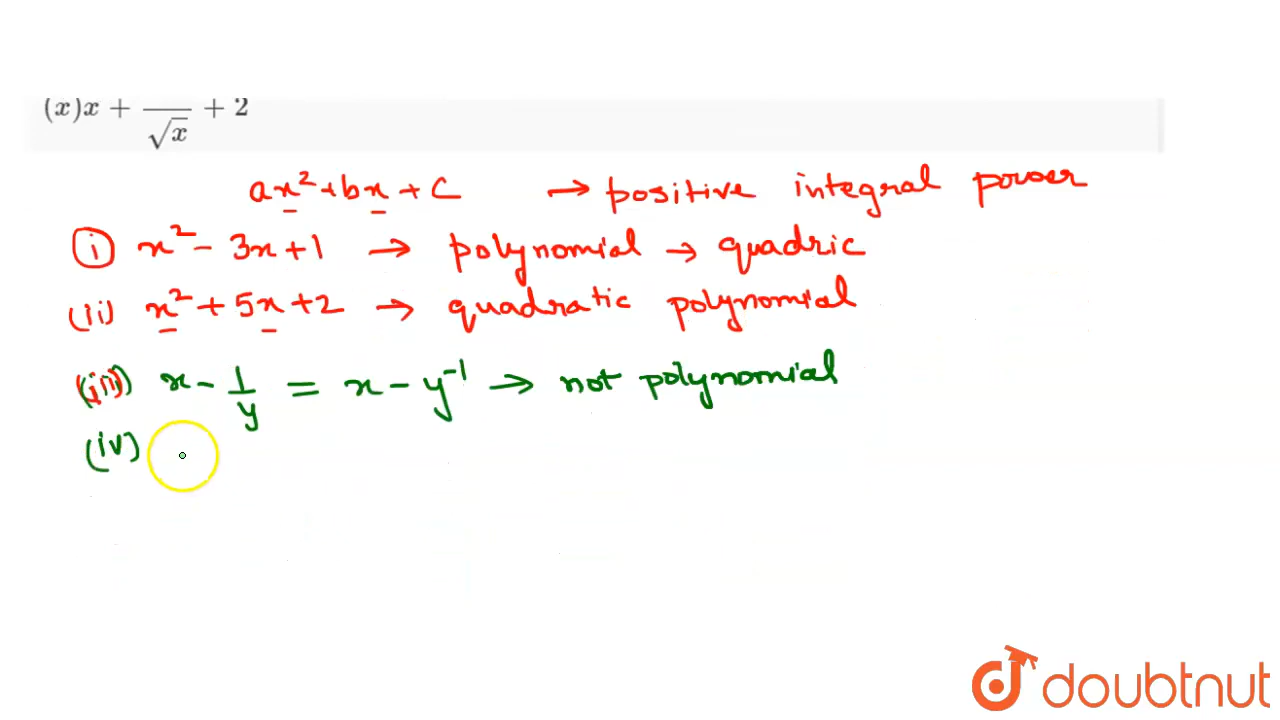 (x)x + /√x + 2
ax² + bx + c → positive integral power
(i) x² - 3x + 1 → polynomial → quadric
(ii) x² + 5x + 2 → quadratic polynomial
(iii) x - 1/y = x - y⁻¹ → not polynomial
(iv)
doubtnut